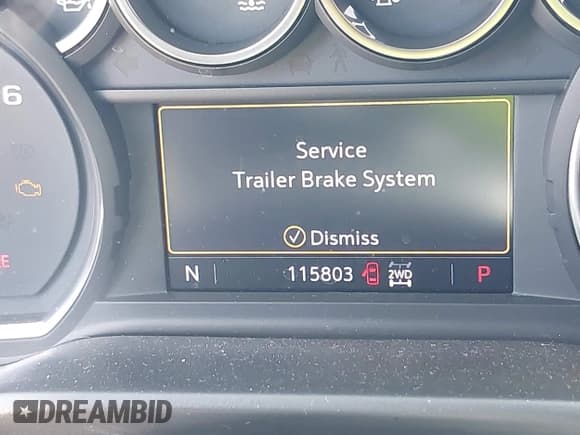 6
Service
Trailer Brake System
Dismiss
N 115803 2WD P
E
DREAMBID